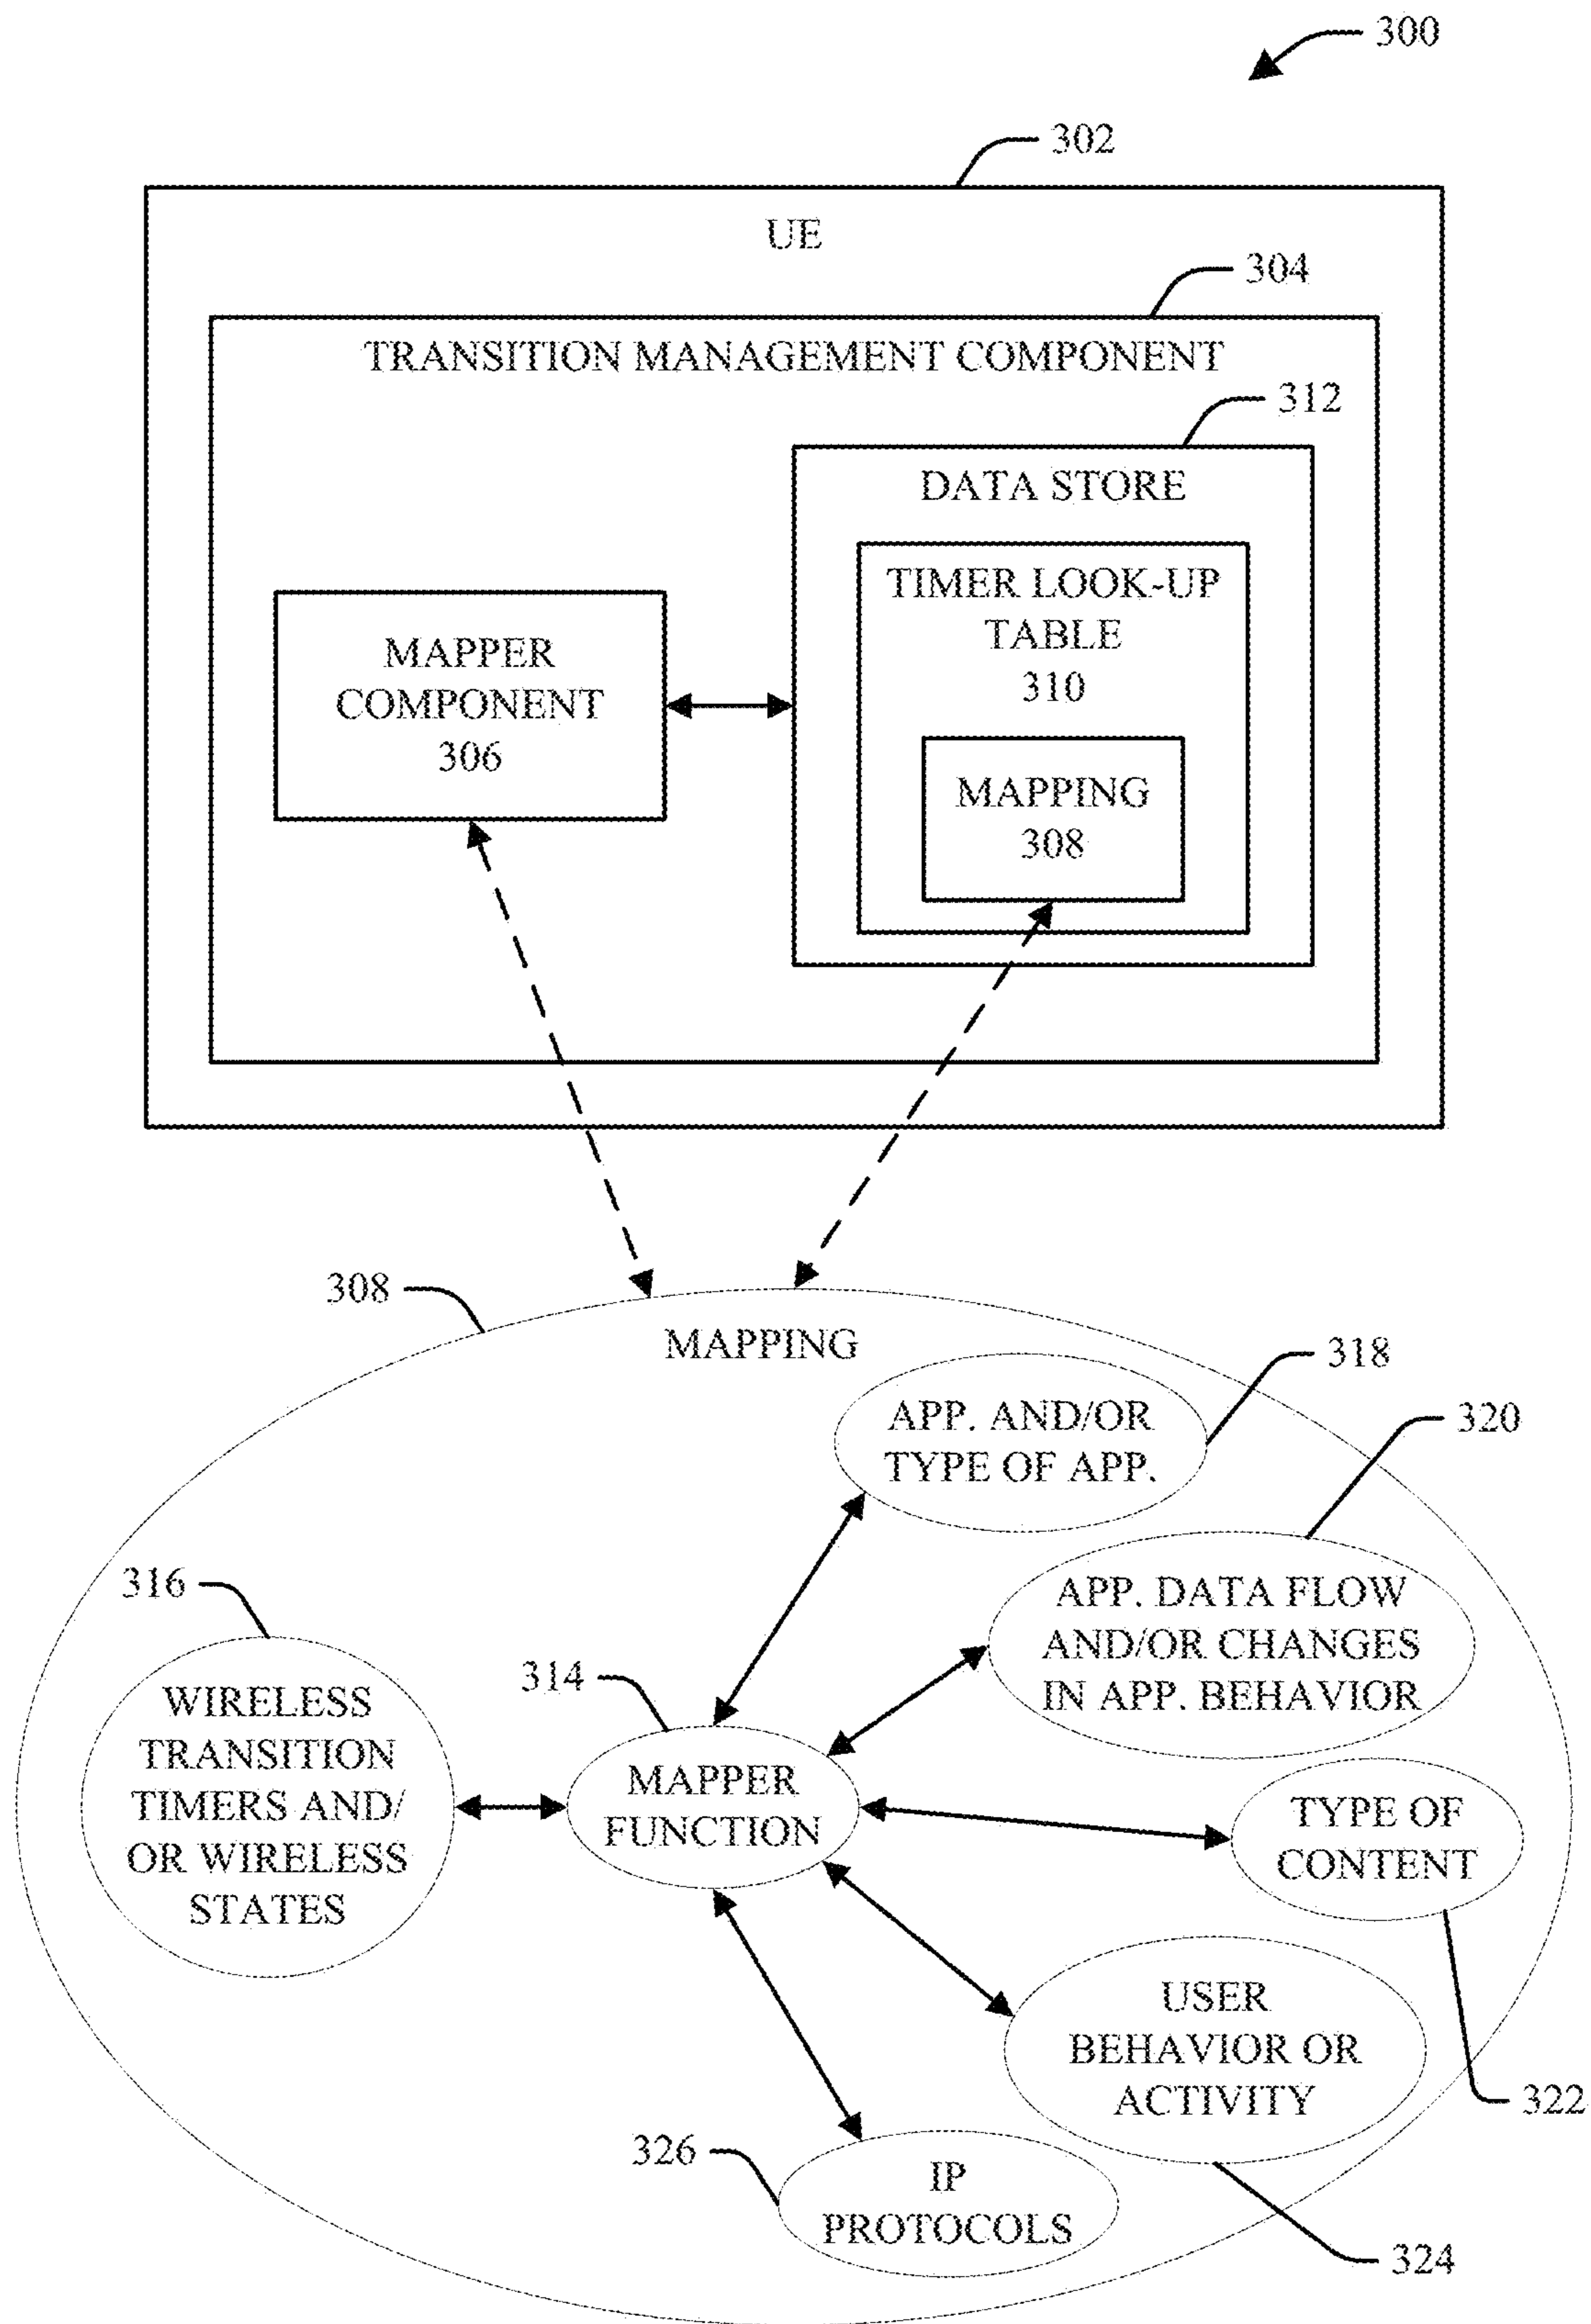 300
302
UE
304
TRANSITION MANAGEMENT COMPONENT
312
DATA STORE
TIMER LOOK-UP
TABLE
310
MAPPER
COMPONENT
306
MAPPING
308
308
MAPPING
318
APP. AND/OR
TYPE OF APP.
320
APP. DATA FLOW
AND/OR CHANGES
IN APP. BEHAVIOR
316
WIRELESS
TRANSITION
TIMERS AND/
OR WIRELESS
STATES
314
MAPPER
FUNCTION
TYPE OF
CONTENT
322
USER
BEHAVIOR OR
ACTIVITY
324
326
IP
PROTOCOLS